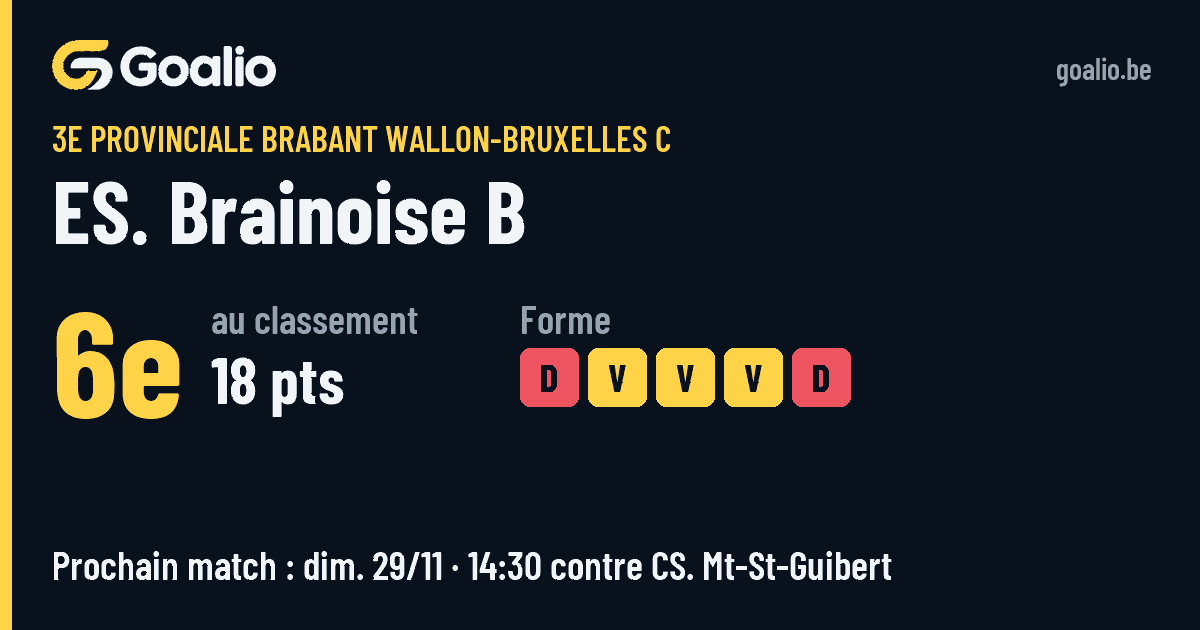 Goalio
goalio.be
3E PROVINCIALE BRABANT WALLON-BRUXELLES C
ES. Brainoise B
6e
au classement
18 pts
Forme
D V V V D
Prochain match : dim. 29/11 · 14:30 contre CS. Mt-St-Guibert